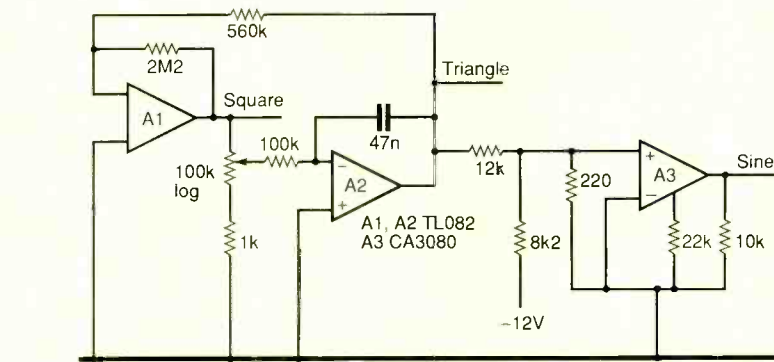 560k
2M2
Triangle
A1
Square
100k
log
100k
47n
1k
−
A2
+
A1, A2 TL082
A3 CA3080
12k
8k2
−12V
220
+
A3
−
Sine
22k
10k